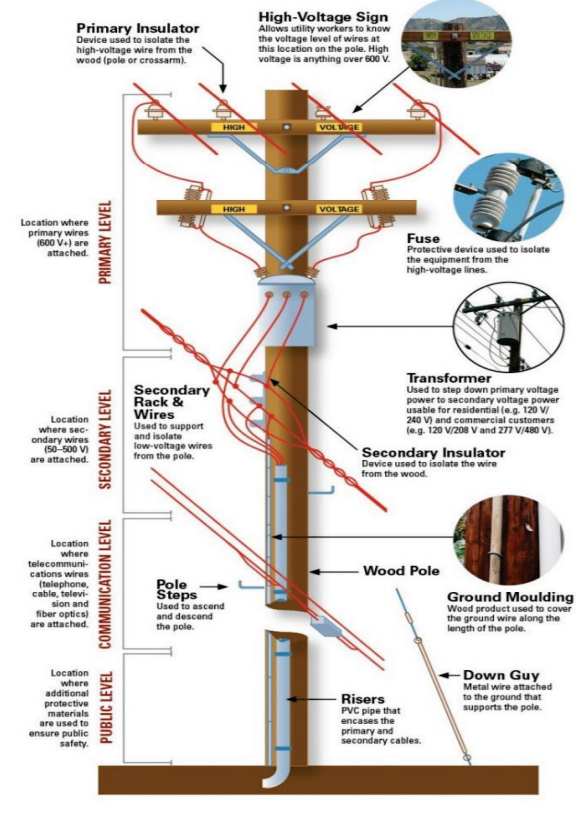 Primary Insulator
Device used to isolate the
high-voltage wire from the
wood (pole or crossarm).
High-Voltage Sign
Allows utility workers to know
the voltage level of wires at
this location on the pole. High
voltage is anything over 600 V.
HIGH
VOLTAGE
HIGH
VOLTAGE
PRIMARY LEVEL
Location where
primary wires
(600 V+) are
attached.
Fuse
Protective device used to isolate
the equipment from the
high-voltage lines.
Transformer
Used to step down primary voltage
power to secondary voltage power
usable for residential (e.g. 120 V/
240 V) and commercial customers
(e.g. 120 V/208 V and 277 V/480 V).
SECONDARY LEVEL
Location
where sec-
ondary wires
(50–500 V)
are attached.
Secondary
Rack &
Wires
Used to support
and isolate
low-voltage wires
from the pole.
Secondary Insulator
Device used to isolate the wire
from the wood.
COMMUNICATION LEVEL
Location
where
telecommuni-
cations wires
(telephone,
cable, televi-
sion and
fiber optics)
are attached.
Pole
Steps
Used to ascend
and descend
the pole.
Wood Pole
Ground Moulding
Wood product used to cover
the ground wire along the
length of the pole.
PUBLIC LEVEL
Location
where
additional
protective
materials
are used to
ensure public
safety.
Risers
PVC pipe that
encases the
primary and
secondary cables.
Down Guy
Metal wire attached
to the ground that
supports the pole.